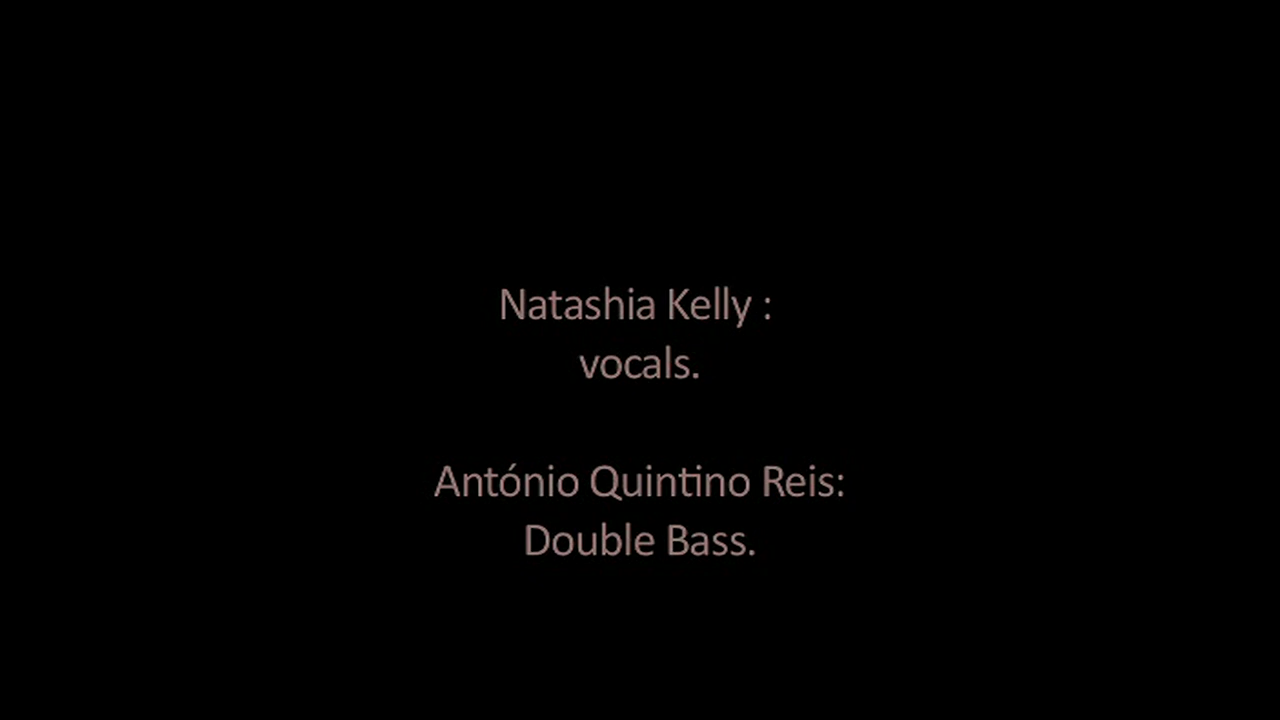 Natashia Kelly :
vocals.
António Quintino Reis:
Double Bass.